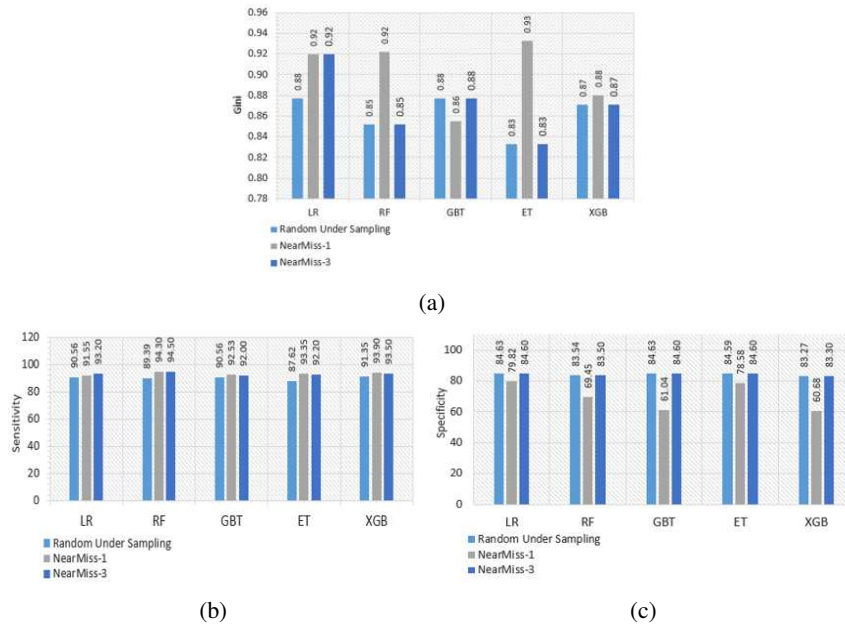 0.96
0.94
0.92
0.90
0.88
0.86
0.84
0.82
0.80
0.78
Gini
0.88 0.92 0.92
0.85 0.92 0.85
0.88 0.86 0.88
0.83 0.93 0.83
0.87 0.88 0.87
LR RF GBT ET XGB
Random Under Sampling
NearMiss-1
NearMiss-3
(a)
120
100
80
60
40
20
0
Sensitivity
90.56 91.55 93.20
89.39 94.30 94.50
90.56 92.53 92.00
87.62 93.35 92.20
91.35 93.90 93.50
LR RF GBT ET XGB
Random Under Sampling
NearMiss-1
NearMiss-3
(b)
100
80
60
40
20
0
Specificity
84.63 79.82 84.60
83.54 69.45 83.50
84.63 61.04 84.60
84.59 78.58 84.60
83.27 60.68 83.30
LR RF GBT ET XGB
Random Under Sampling
NearMiss-1
NearMiss-3
(c)